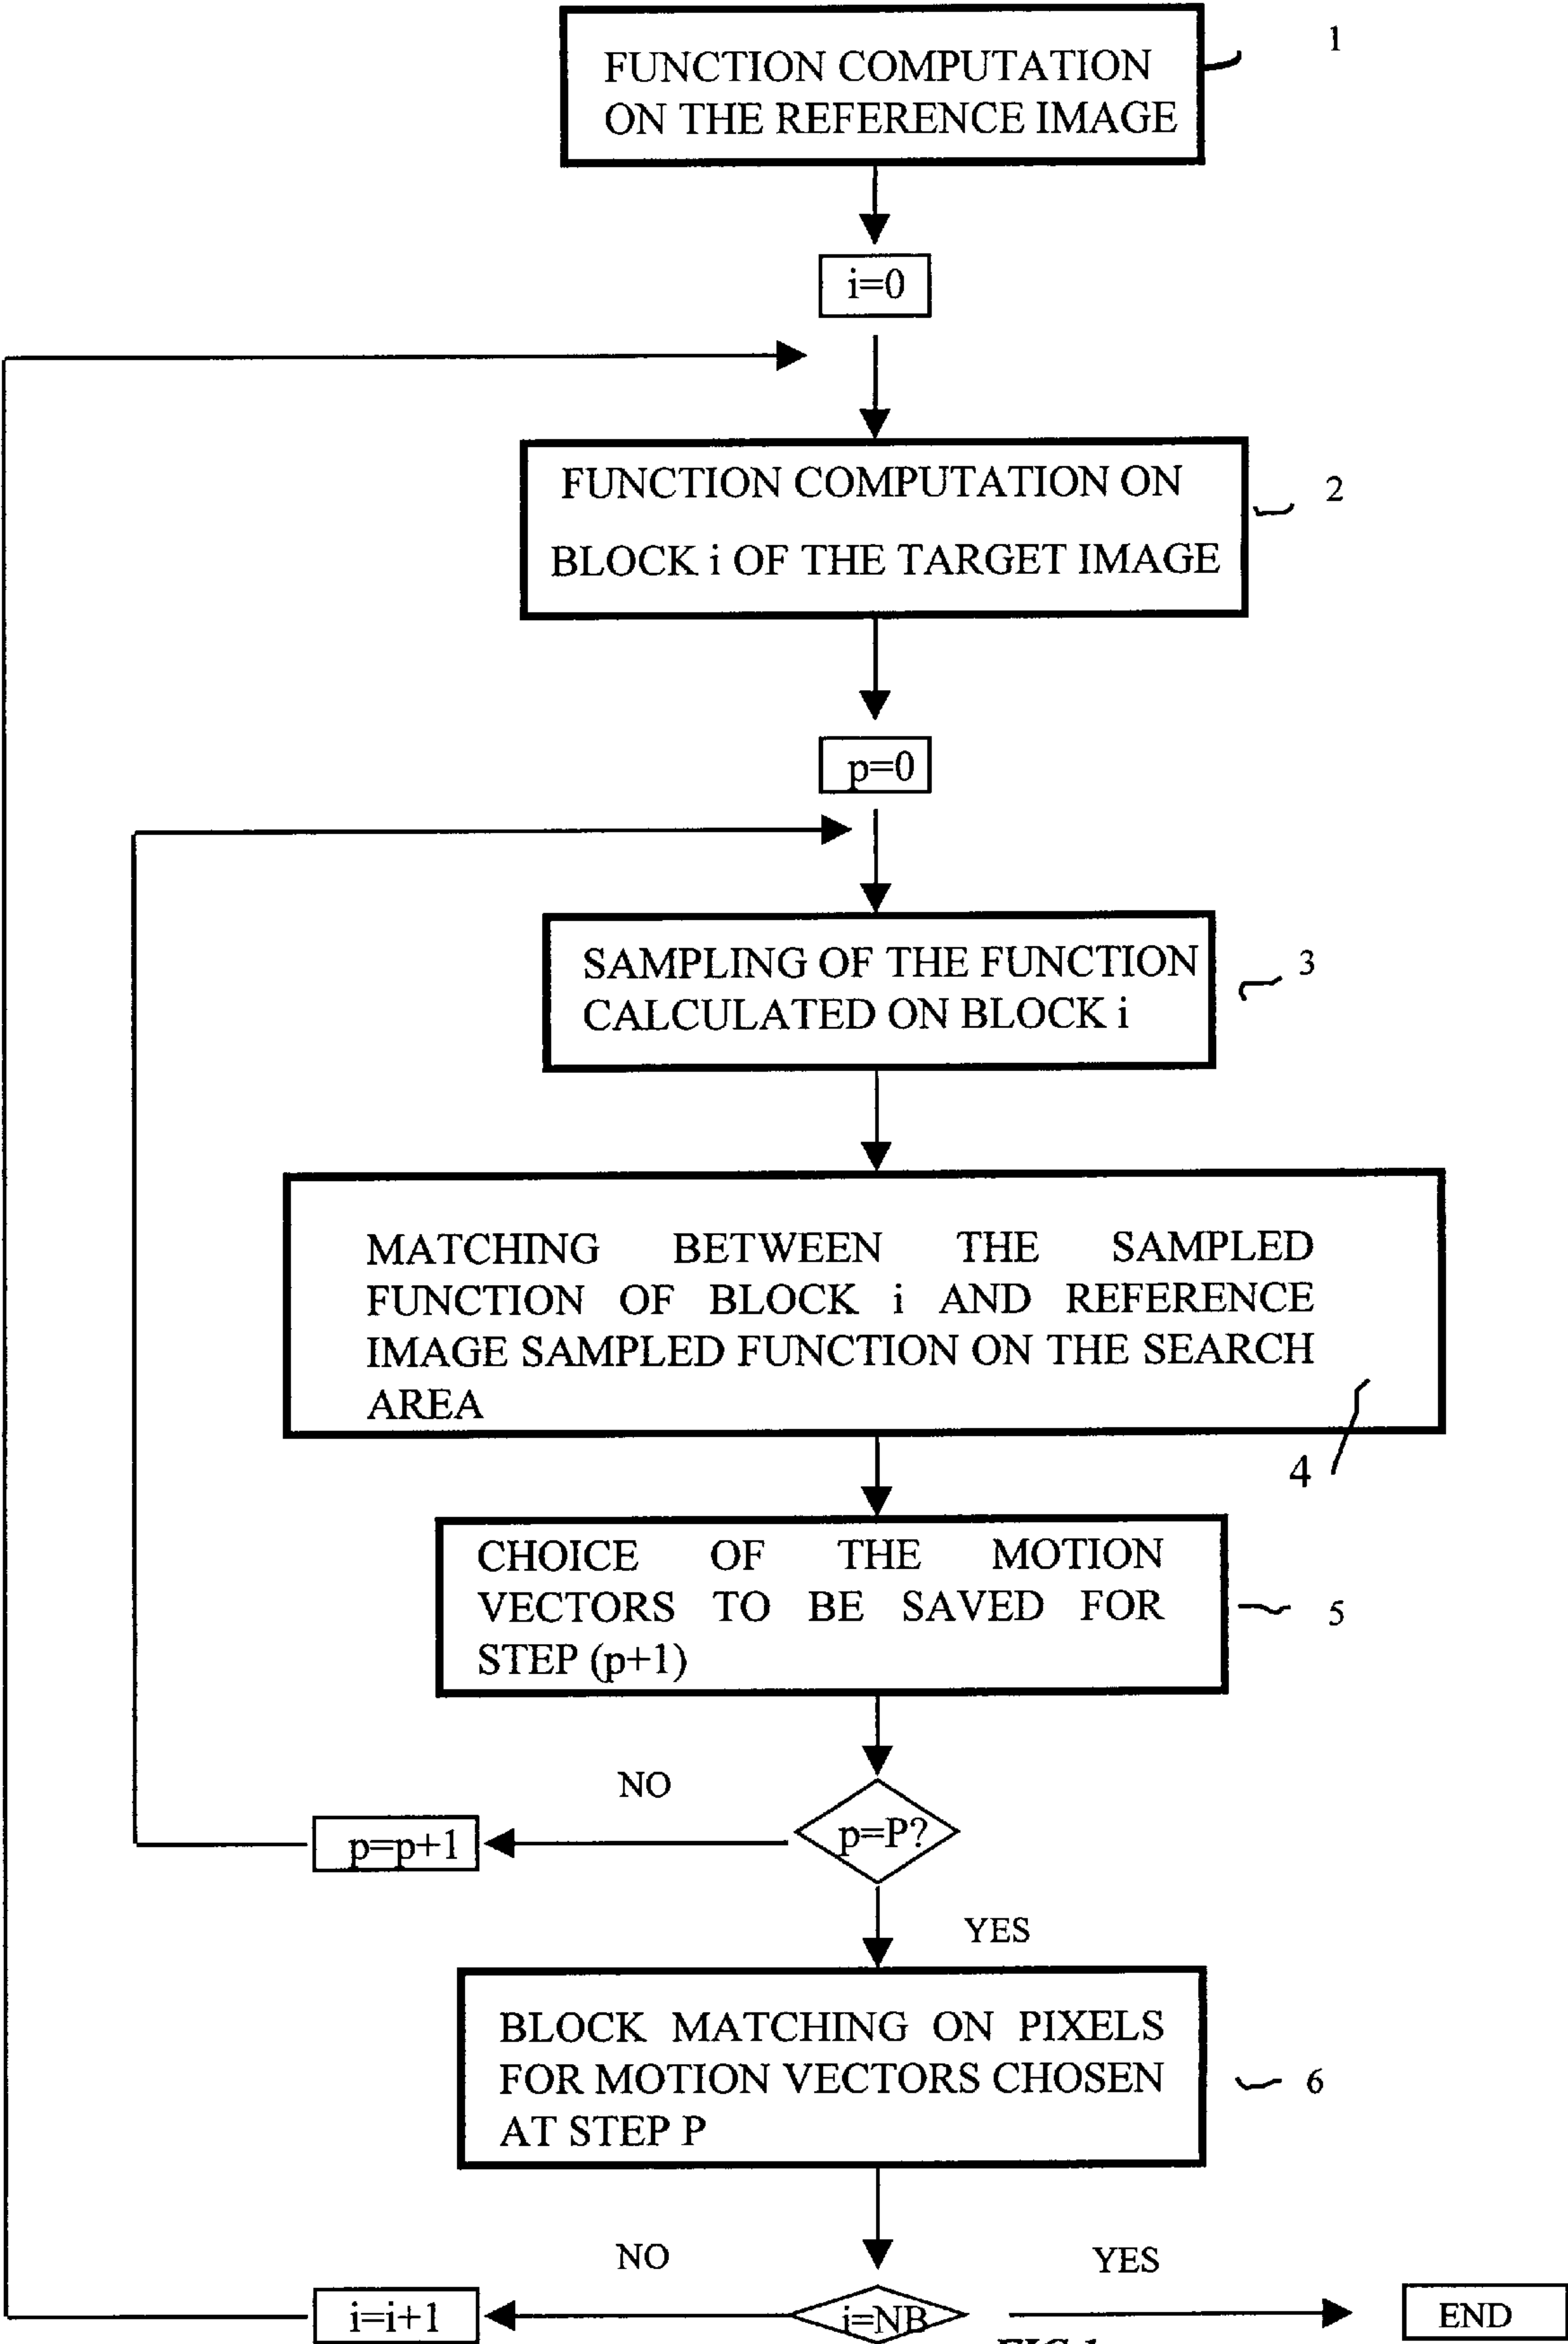 FUNCTION COMPUTATION
ON THE REFERENCE IMAGE
1
i=0
FUNCTION COMPUTATION ON
BLOCK i OF THE TARGET IMAGE
2
p=0
SAMPLING OF THE FUNCTION
CALCULATED ON BLOCK i
3
MATCHING BETWEEN THE SAMPLED
FUNCTION OF BLOCK i AND REFERENCE
IMAGE SAMPLED FUNCTION ON THE SEARCH
AREA
4
CHOICE OF THE MOTION
VECTORS TO BE SAVED FOR
STEP (p+1)
5
NO
p=p+1
p=P?
YES
BLOCK MATCHING ON PIXELS
FOR MOTION VECTORS CHOSEN
AT STEP P
6
NO
YES
i=i+1
i=NB
END